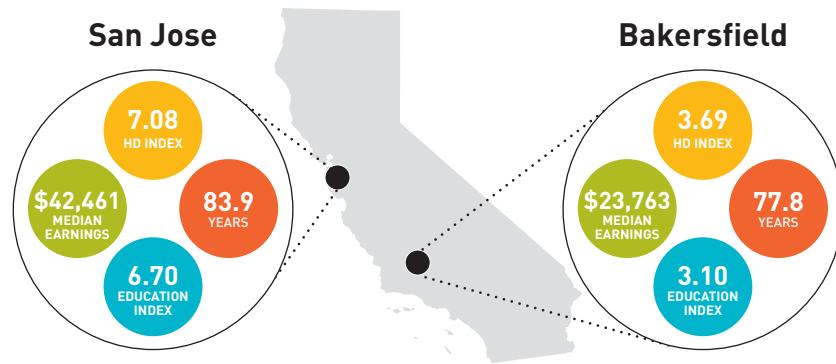 San Jose
7.08
HD INDEX
$42,461
MEDIAN
EARNINGS
83.9
YEARS
6.70
EDUCATION
INDEX
Bakersfield
3.69
HD INDEX
$23,763
MEDIAN
EARNINGS
77.8
YEARS
3.10
EDUCATION
INDEX